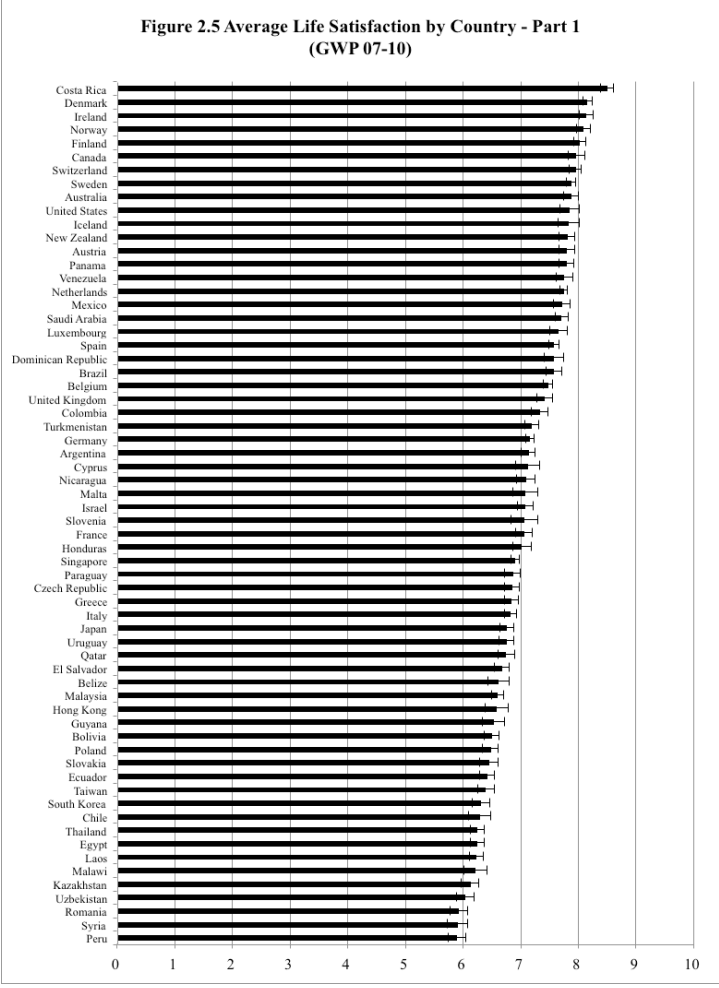 Figure 2.5 Average Life Satisfaction by Country - Part 1
(GWP 07-10)
Costa Rica
Denmark
Ireland
Norway
Finland
Canada
Switzerland
Sweden
Australia
United States
Iceland
New Zealand
Austria
Panama
Venezuela
Netherlands
Mexico
Saudi Arabia
Luxembourg
Spain
Dominican Republic
Brazil
Belgium
United Kingdom
Colombia
Turkmenistan
Germany
Argentina
Cyprus
Nicaragua
Malta
Israel
Slovenia
France
Honduras
Singapore
Paraguay
Czech Republic
Greece
Italy
Japan
Uruguay
Qatar
El Salvador
Belize
Malaysia
Hong Kong
Guyana
Bolivia
Poland
Slovakia
Ecuador
Taiwan
South Korea
Chile
Thailand
Egypt
Laos
Malawi
Kazakhstan
Uzbekistan
Romania
Syria
Peru
0 1 2 3 4 5 6 7 8 9 10